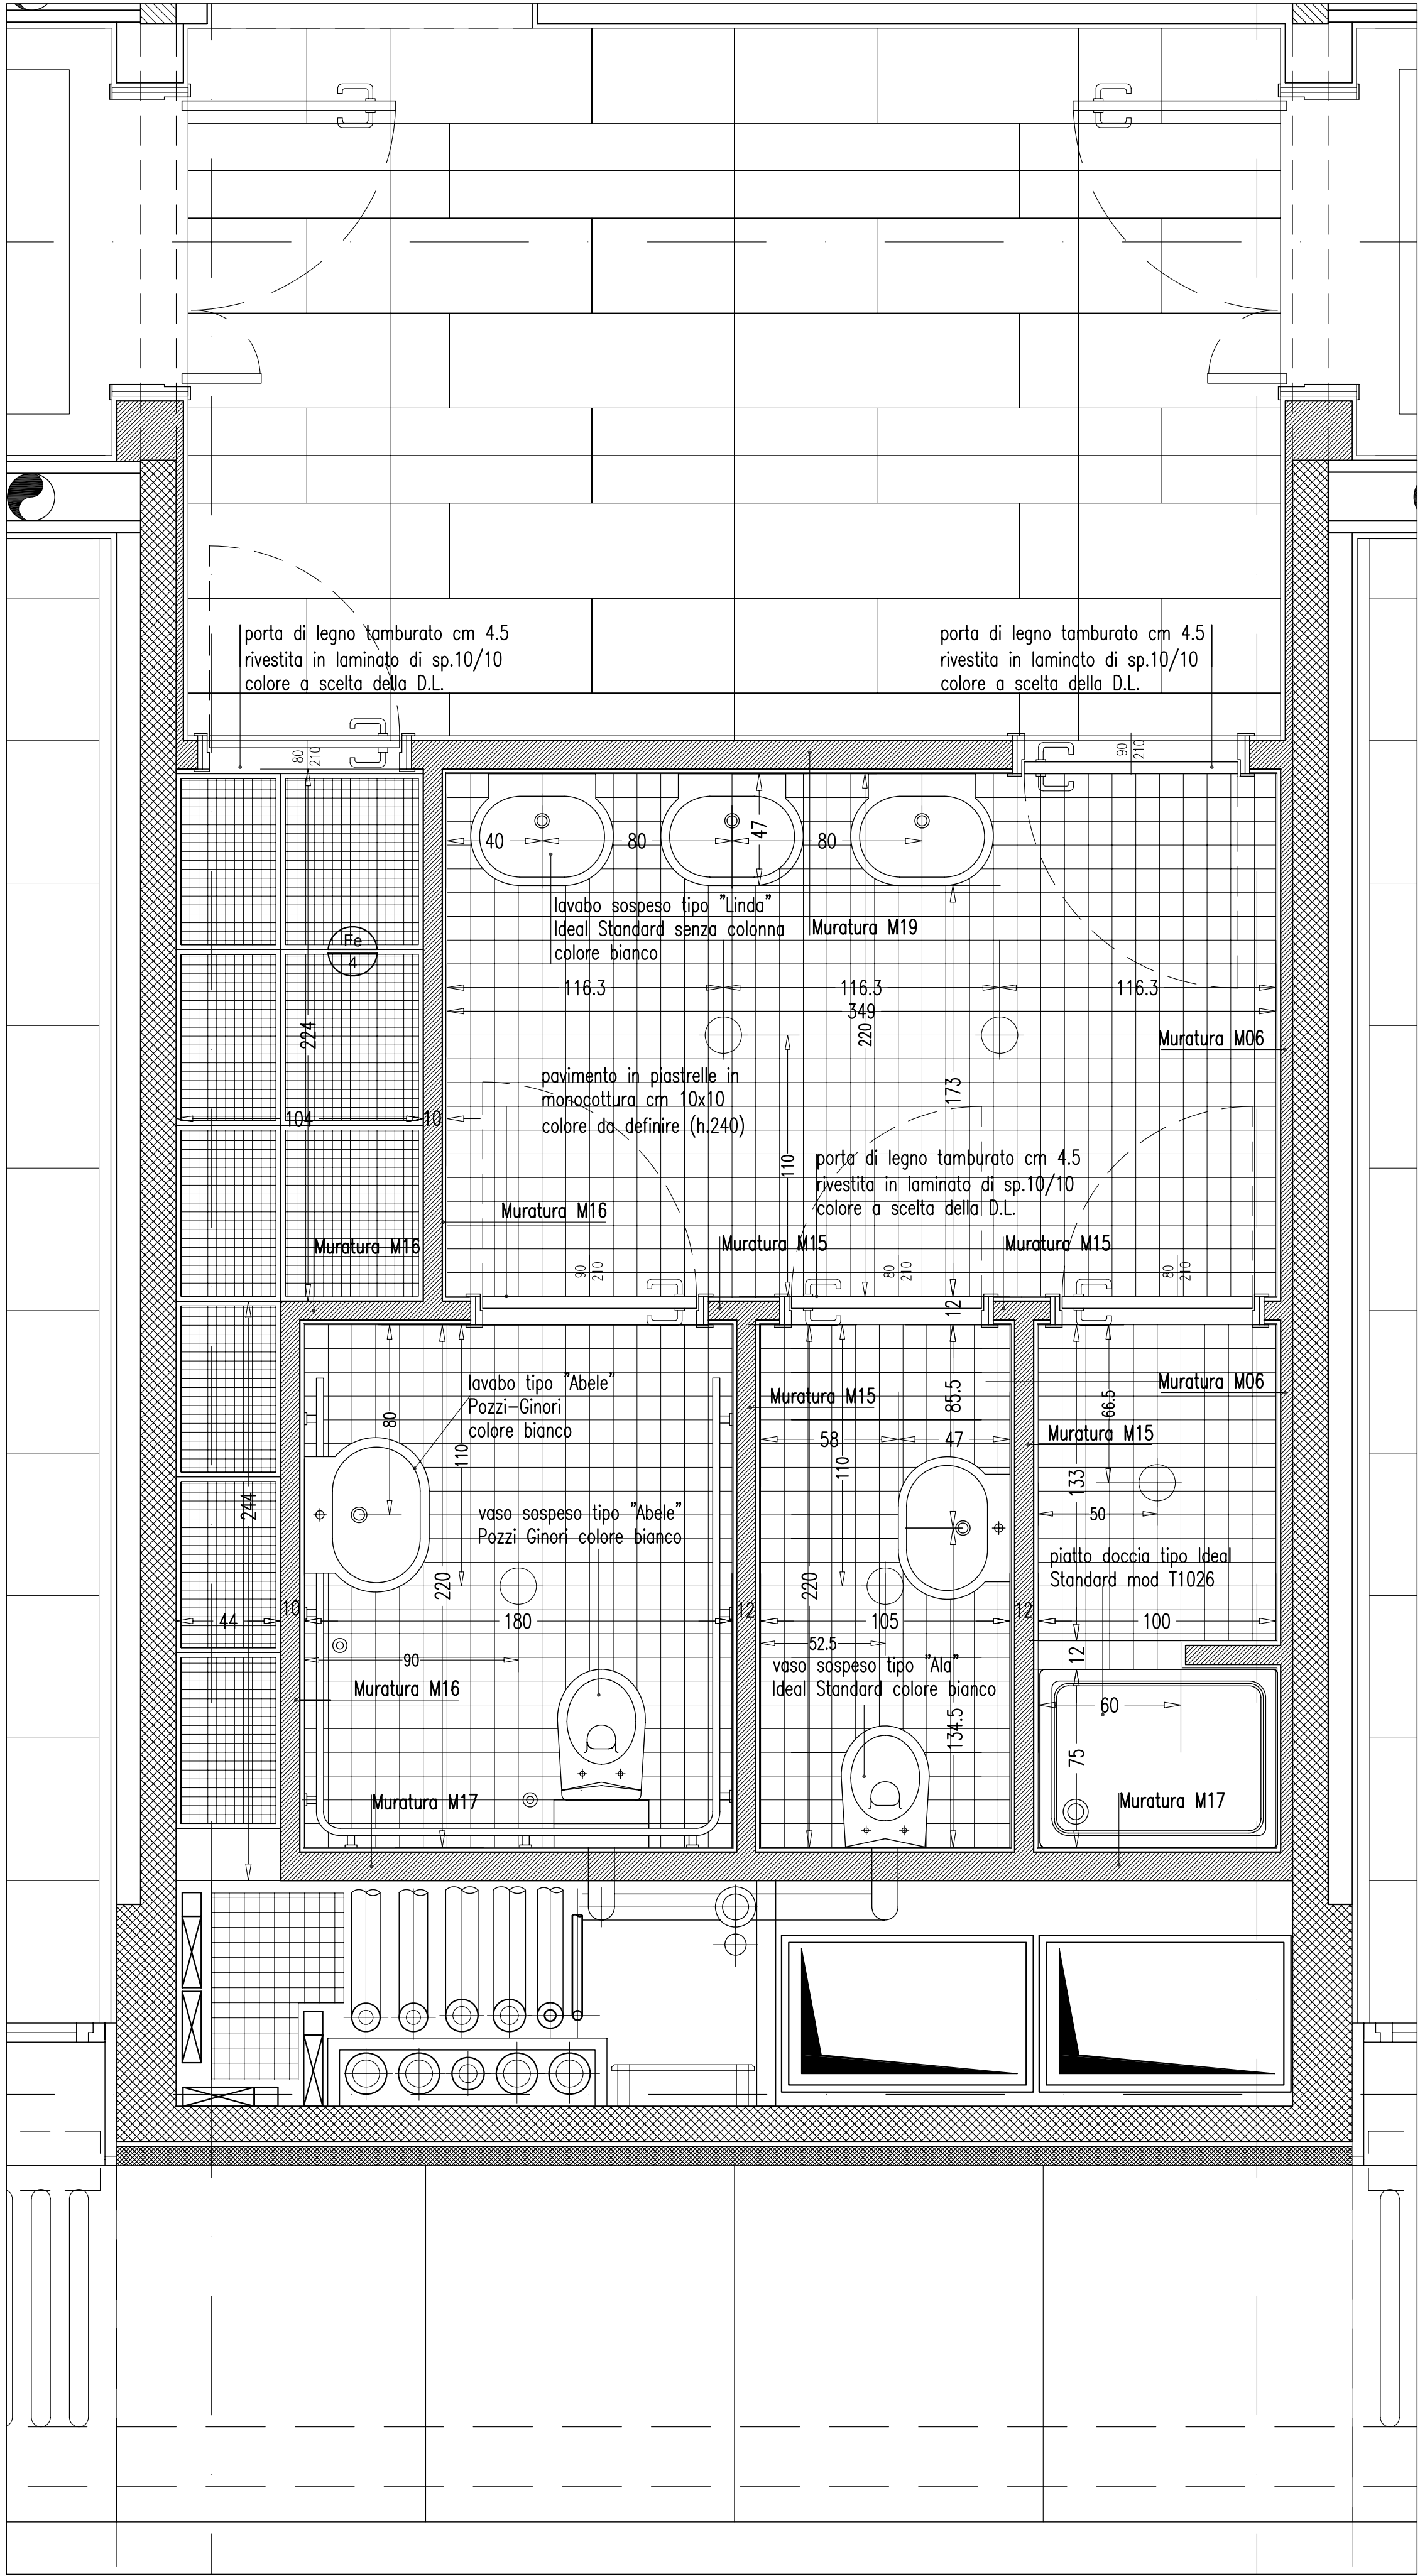 porta di legno tamburato cm 4.5
rivestita in laminato di sp.10/10
colore a scelta della D.L.
porta di legno tamburato cm 4.5
rivestita in laminato di sp.10/10
colore a scelta della D.L.
80
210
90
210
40
80
47
80
lavabo sospeso tipo "Linda"
Ideal Standard senza colonna
colore bianco
Muratura M19
Fe
4
116.3
116.3
116.3
349
224
220
Muratura M06
pavimento in piastrelle in
monocottura cm 10x10
colore da definire (h.240)
173
104
10
110
porta di legno tamburato cm 4.5
rivestita in laminato di sp.10/10
colore a scelta della D.L.
Muratura M16
Muratura M16
Muratura M15
Muratura M15
90
210
80
210
80
210
12
lavabo tipo "Abele"
Pozzi-Ginori
colore bianco
80
110
Muratura M15
85.5
66.5
Muratura M06
58
47
110
Muratura M15
133
244
vaso sospeso tipo "Abele"
Pozzi Ginori colore bianco
50
piatto doccia tipo Ideal
Standard mod T1026
220
220
44
10
180
12
105
12
100
90
52.5
12
vaso sospeso tipo "Ala"
Ideal Standard colore bianco
Muratura M16
60
134.5
75
Muratura M17
Muratura M17